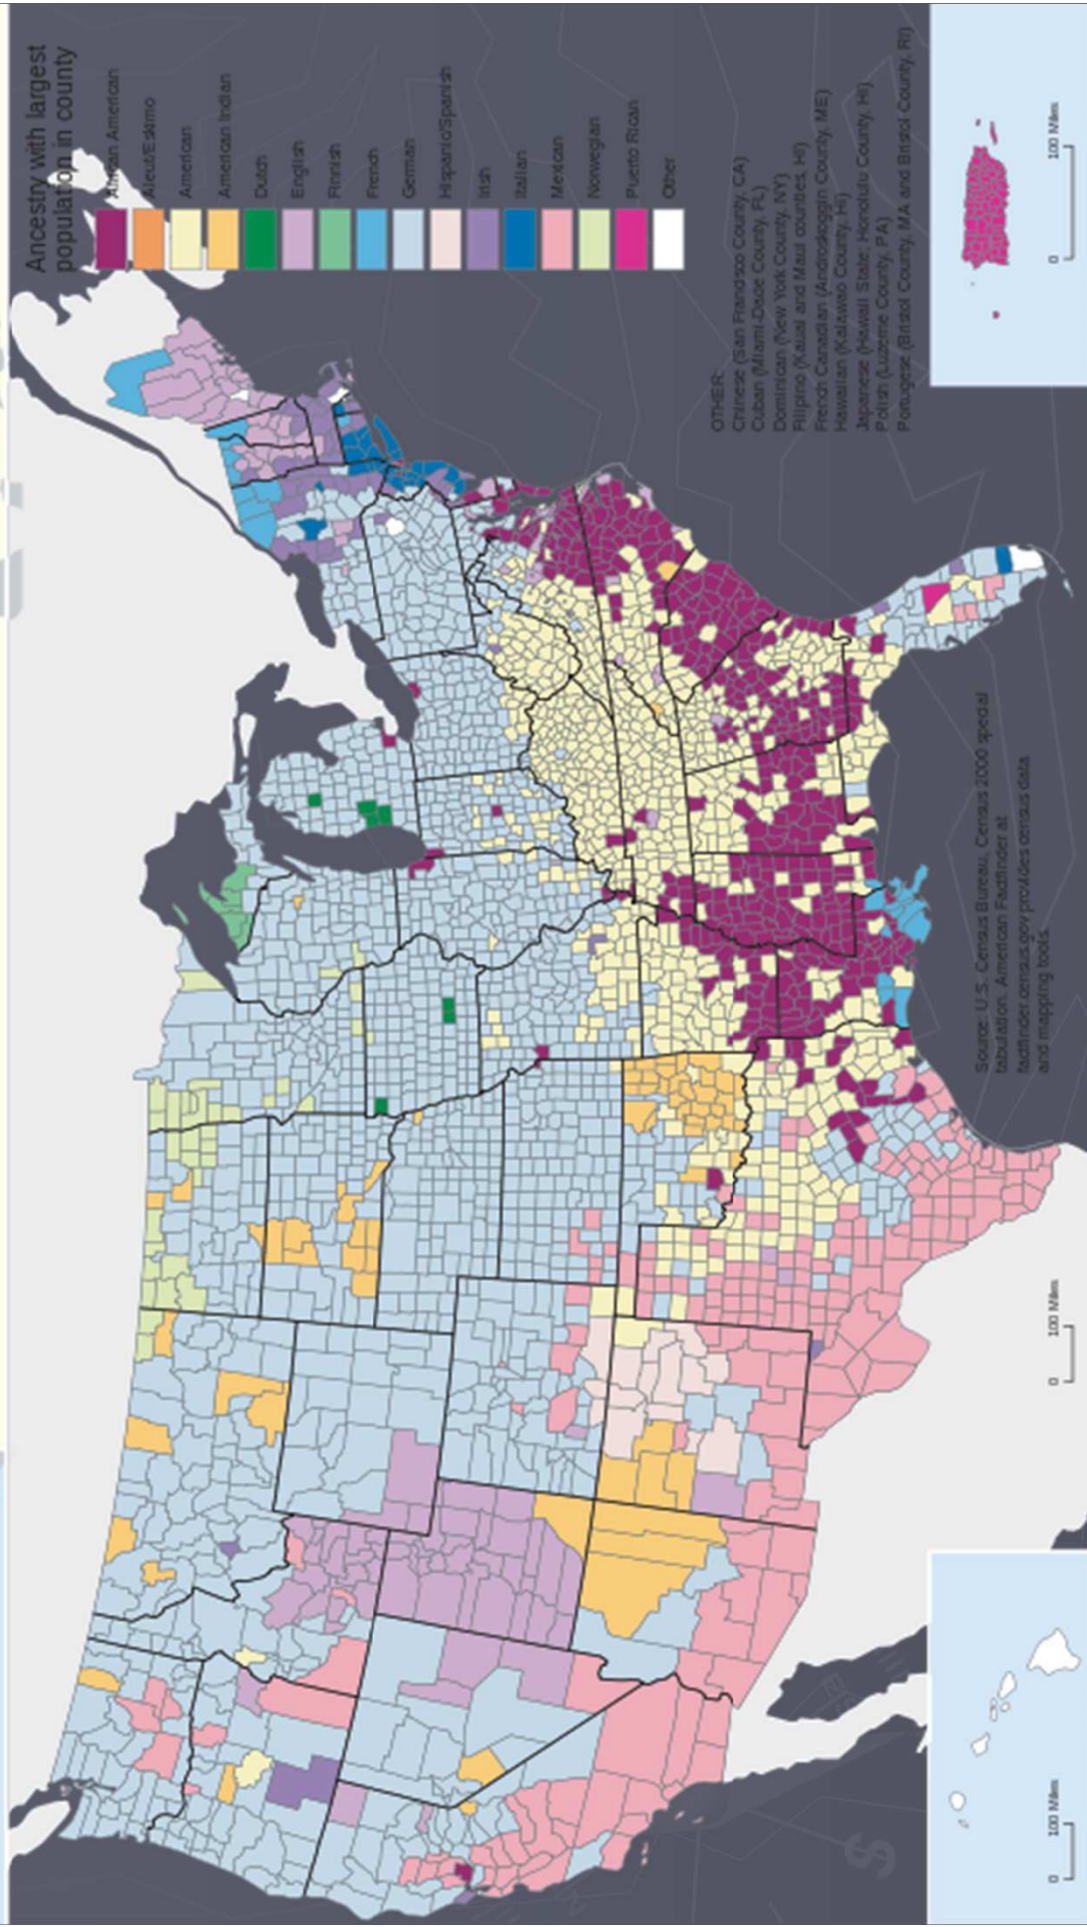 Ancestry with largest
population in county
African American
Aleut/Eskimo
American
American Indian
Dutch
English
Finnish
French
German
Hispanic/Spanish
Irish
Italian
Mexican
Norwegian
Puerto Rican
Other
OTHER:
Chinese (San Francisco County, CA)
Cuban (Miami-Dade County, FL)
Dominican (New York County, NY)
Filipino (Kauai and Maui counties, HI)
French Canadian (Androskoggin County, ME)
Hawaiian (Kalawao County, HI)
Japanese (Hawaii State, Honolulu County, HI)
Polish (Luzerne County, PA)
Portugese (Bristol County, MA and Bristol County, RI)
Source: U.S. Census Bureau, Census 2000 special
tabulation. American Factfinder at
factfinder.census.gov provides census data
and mapping tools.
0 100 Miles
0 100 Miles
0 100 Miles